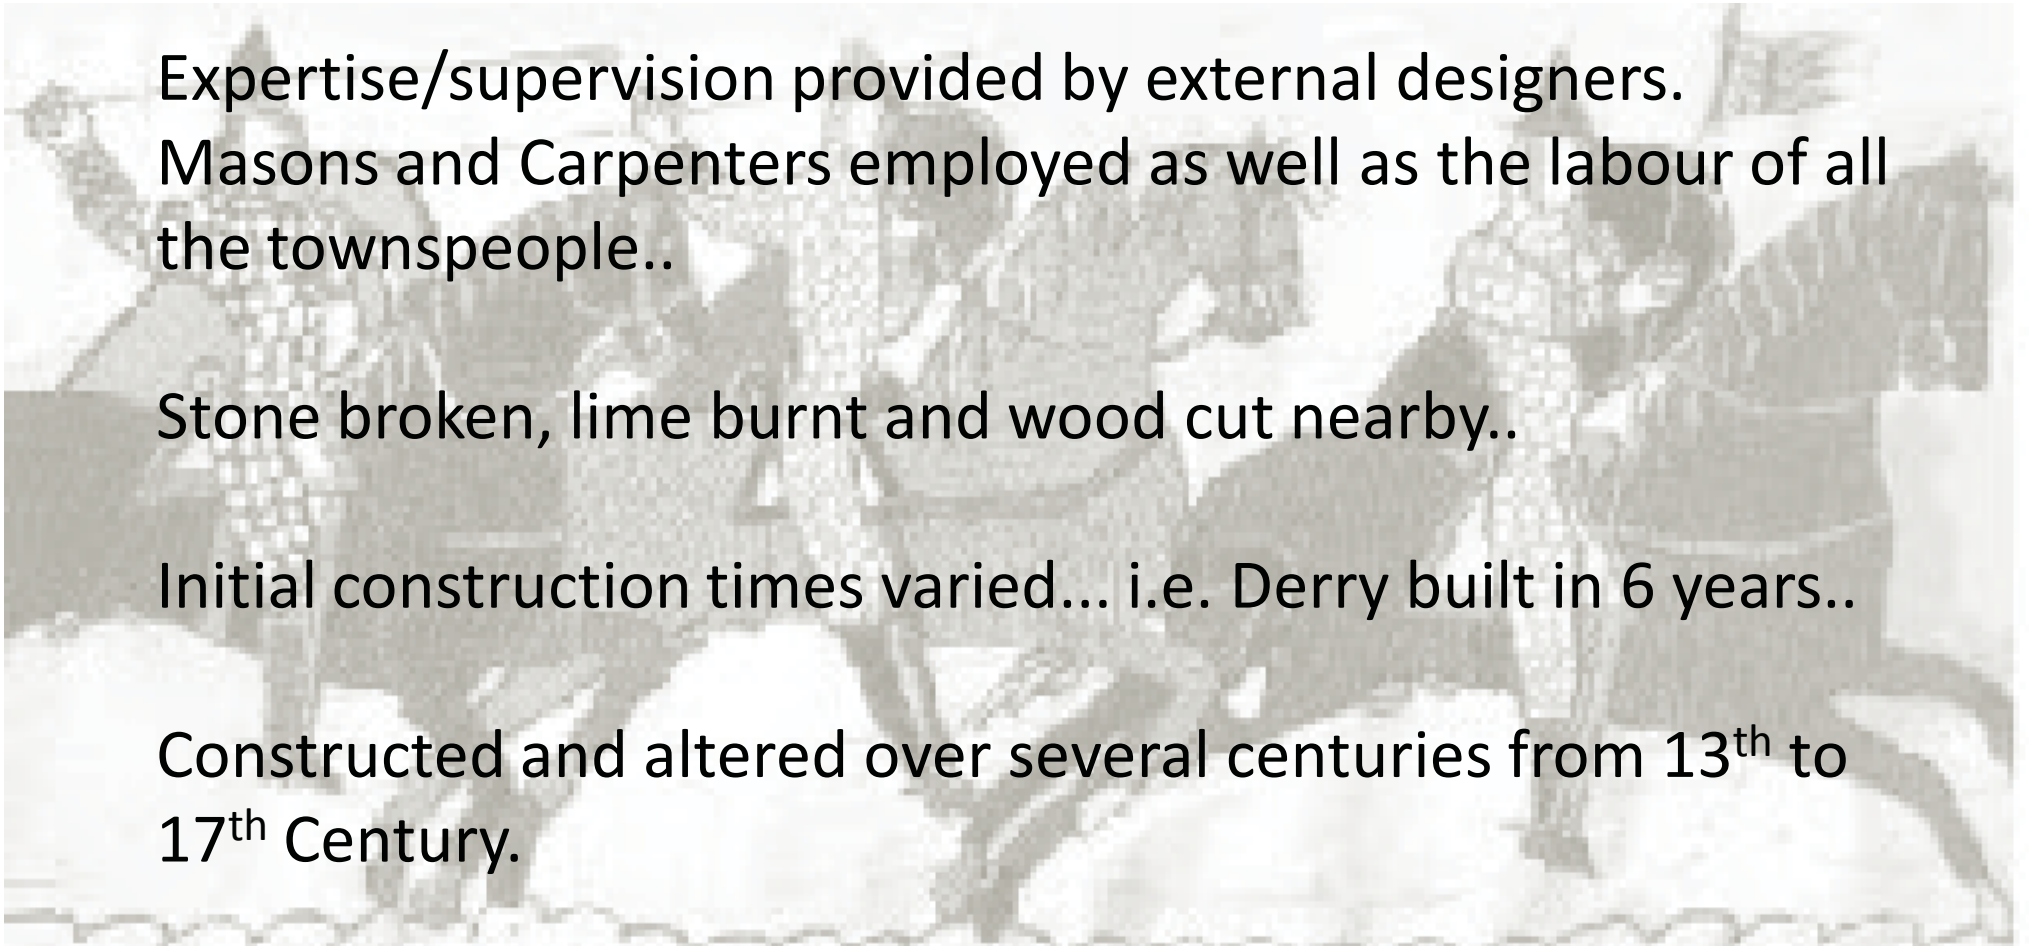 Expertise/supervision provided by external designers.
Masons and Carpenters employed as well as the labour of all
the townspeople..
Stone broken, lime burnt and wood cut nearby..
Initial construction times varied... i.e. Derry built in 6 years..
Constructed and altered over several centuries from 13th to
17th Century.